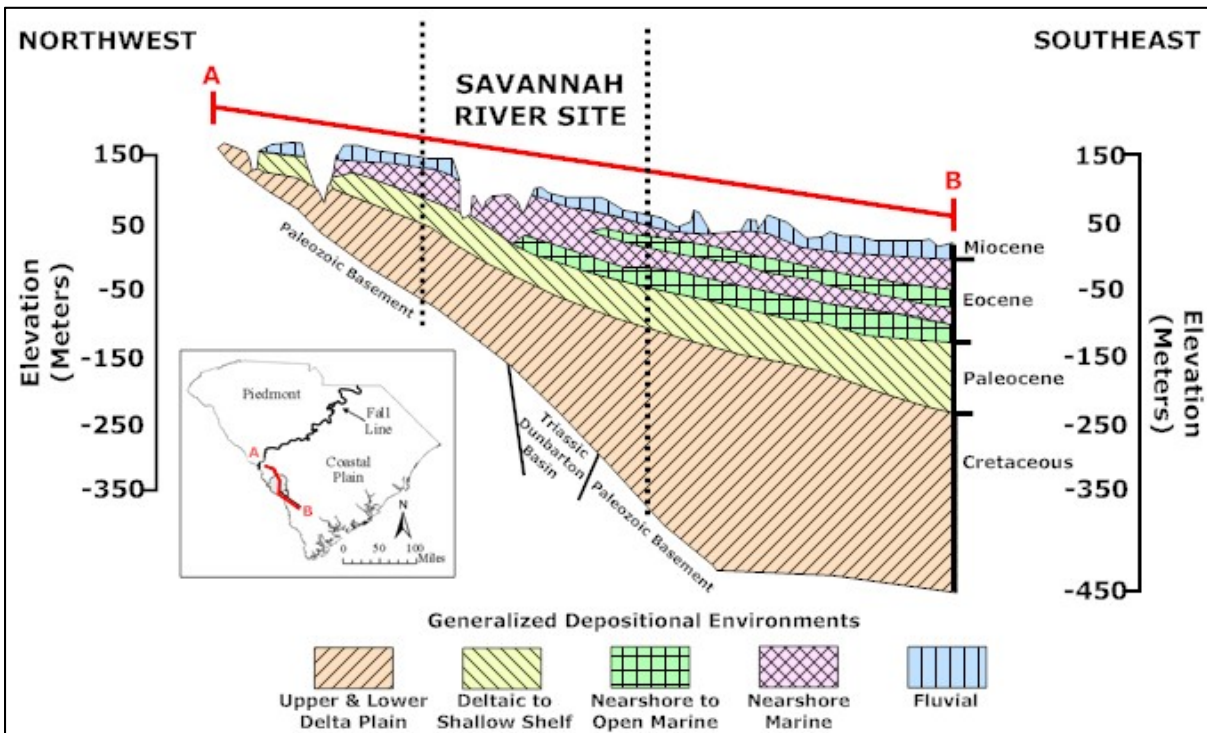 NORTHWEST
SOUTHEAST
A
SAVANNAH
RIVER SITE
B
150
50
-50
-150
-250
-350
Elevation
(Meters)
150
50
-50
-150
-250
-350
-450
Elevation
(Meters)
Miocene
Eocene
Paleocene
Cretaceous
Paleozoic Basement
Triassic
Dunbarton
Basin
Paleozoic Basement
Piedmont
Fall
Line
A
Coastal
Plain
B
N
0 50 100
Miles
Generalized Depositional Environments
Upper & Lower
Delta Plain
Deltaic to
Shallow Shelf
Nearshore to
Open Marine
Nearshore
Marine
Fluvial